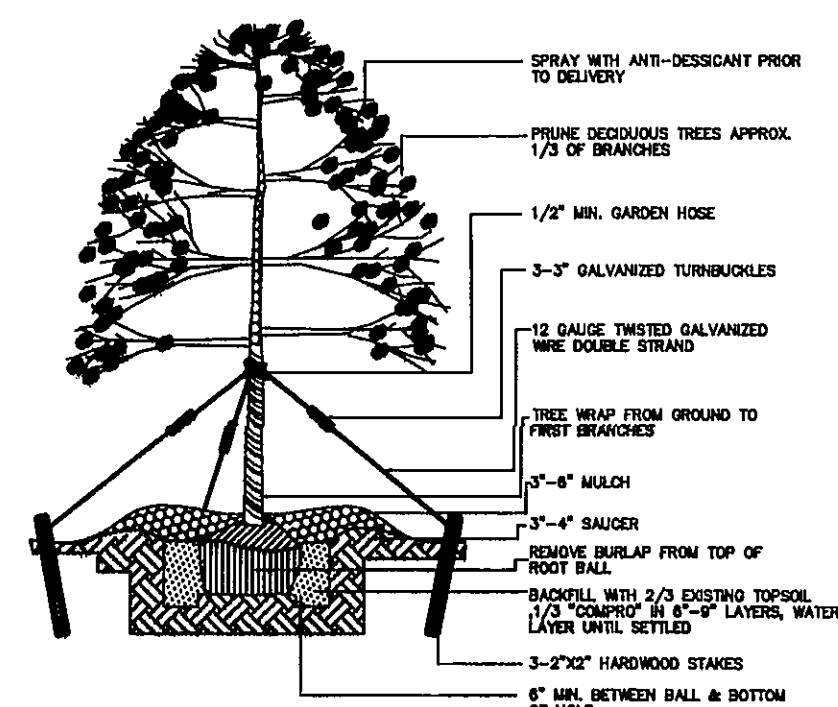 SPRAY WITH ANTI-DESSICANT PRIOR
TO DELIVERY
PRUNE DECIDUOUS TREES APPROX.
1/3 OF BRANCHES
1/2" MIN. GARDEN HOSE
3-3" GALVANIZED TURNBUCKLES
12 GAUGE TWISTED GALVANIZED
WIRE DOUBLE STRAND
TREE WRAP FROM GROUND TO
FIRST BRANCHES
3"-6" MULCH
3"-4" SAUCER
REMOVE BURLAP FROM TOP OF
ROOT BALL
BACKFILL WITH 2/3 EXISTING TOPSOIL
,1/3 "COMPRO" IN 6"-9" LAYERS, WATER
LAYER UNTIL SETTLED
3-2"X2" HARDWOOD STAKES
6" MIN. BETWEEN BALL & BOTTOM